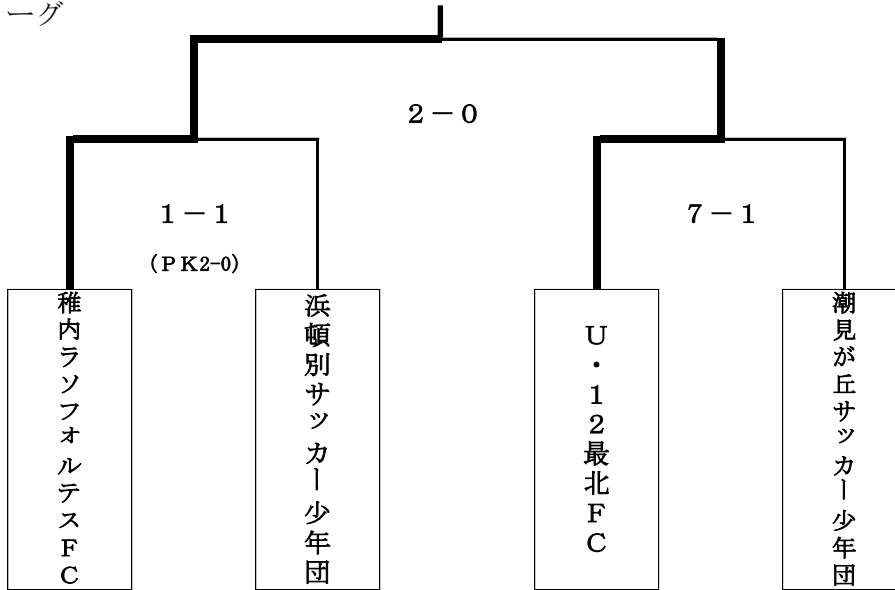 ーグ
２－０
１－１
（ＰＫ2-0）
７－１
稚内ラソフォルテスＦＣ
浜頓別サッカー少年団
Ｕ・１２最北ＦＣ
潮見が丘サッカー少年団